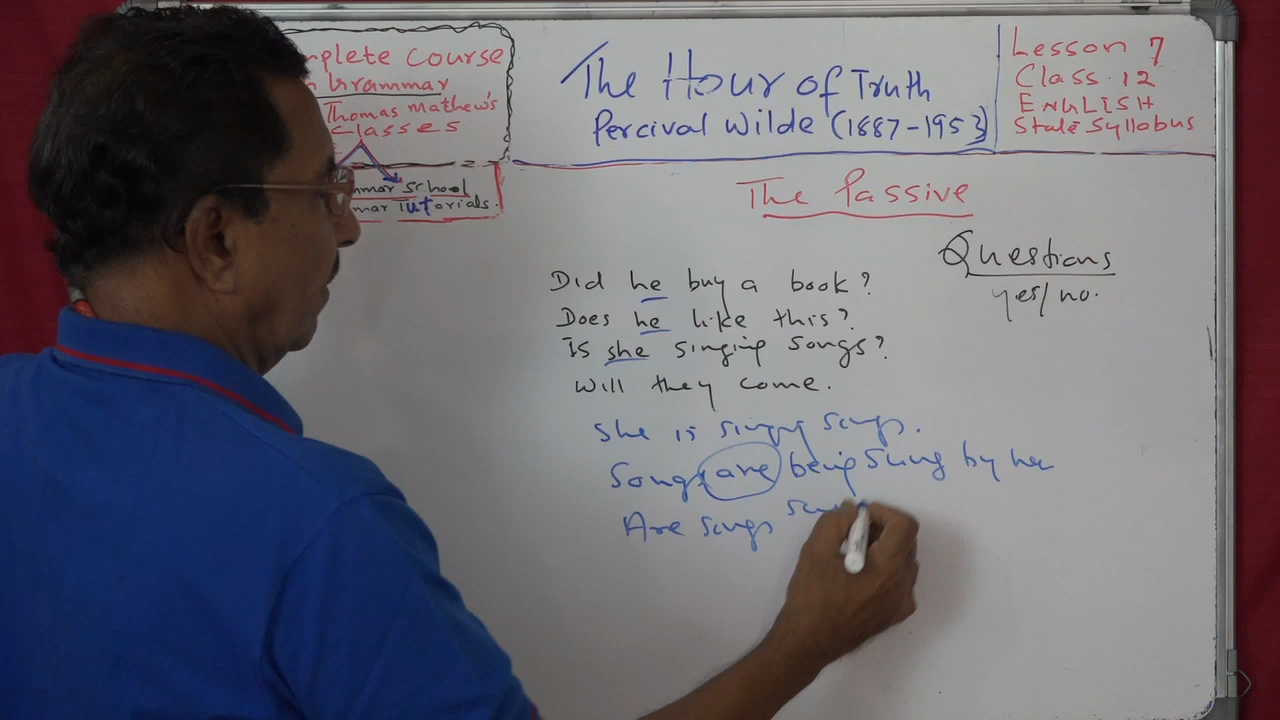 mplete Course
Grammar
Thomas Mathew's
Classes
mmar School
mar Tutorials.
The Hour of Truth
Percival Wilde (1887-1953)
Lesson 7
Class 12
ENGLISH
State Syllabus
The Passive
Questions
yes/no.
Did he buy a book?
Does he like this?
Is she singing songs?
Will they come.
She is singing songs.
Songs are being sung by her
Are songs